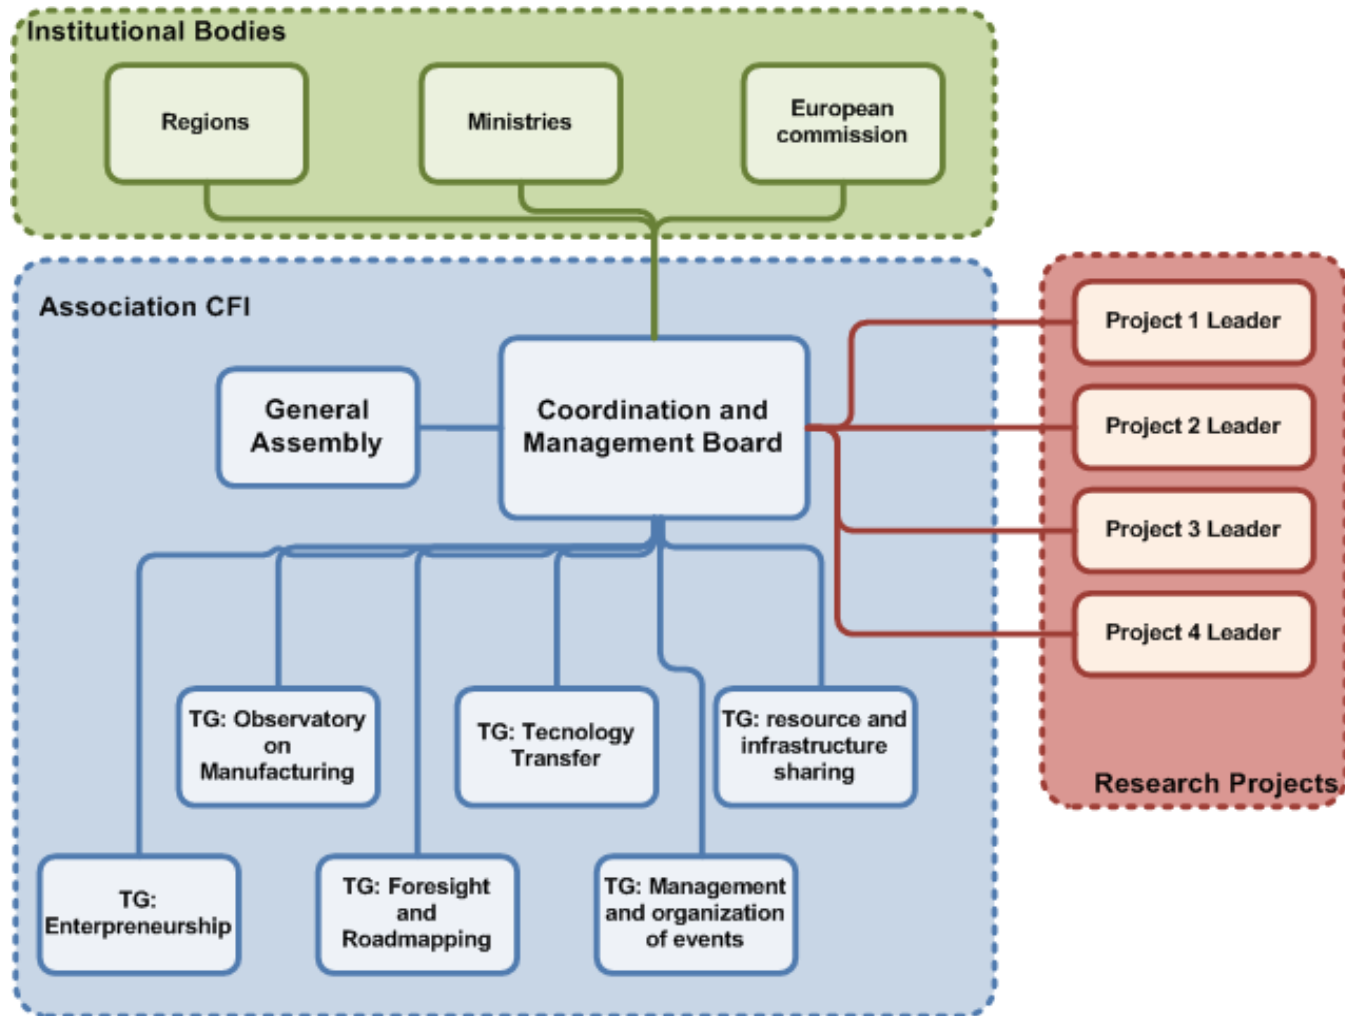 Institutional Bodies
Regions
Ministries
European
commission
Association CFI
General
Assembly
Coordination and
Management Board
Project 1 Leader
Project 2 Leader
Project 3 Leader
Project 4 Leader
Research Projects
TG: Observatory
on
Manufacturing
TG: Tecnology
Transfer
TG: resource and
infrastructure
sharing
TG:
Enterpreneurship
TG: Foresight
and
Roadmapping
TG: Management
and organization
of events